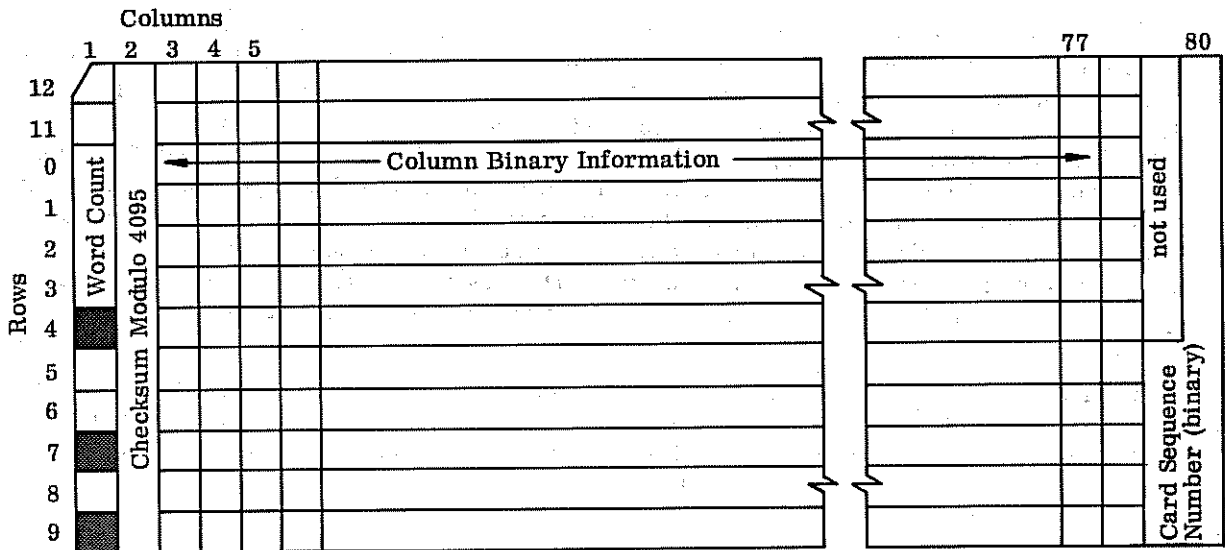 Columns
1 2 3 4 5 77 80
12
11
0
1
2
3
4
5
6
7
8
9
Rows
Word Count
Checksum Modulo 4095
Column Binary Information
not used
Card Sequence
Number (binary)